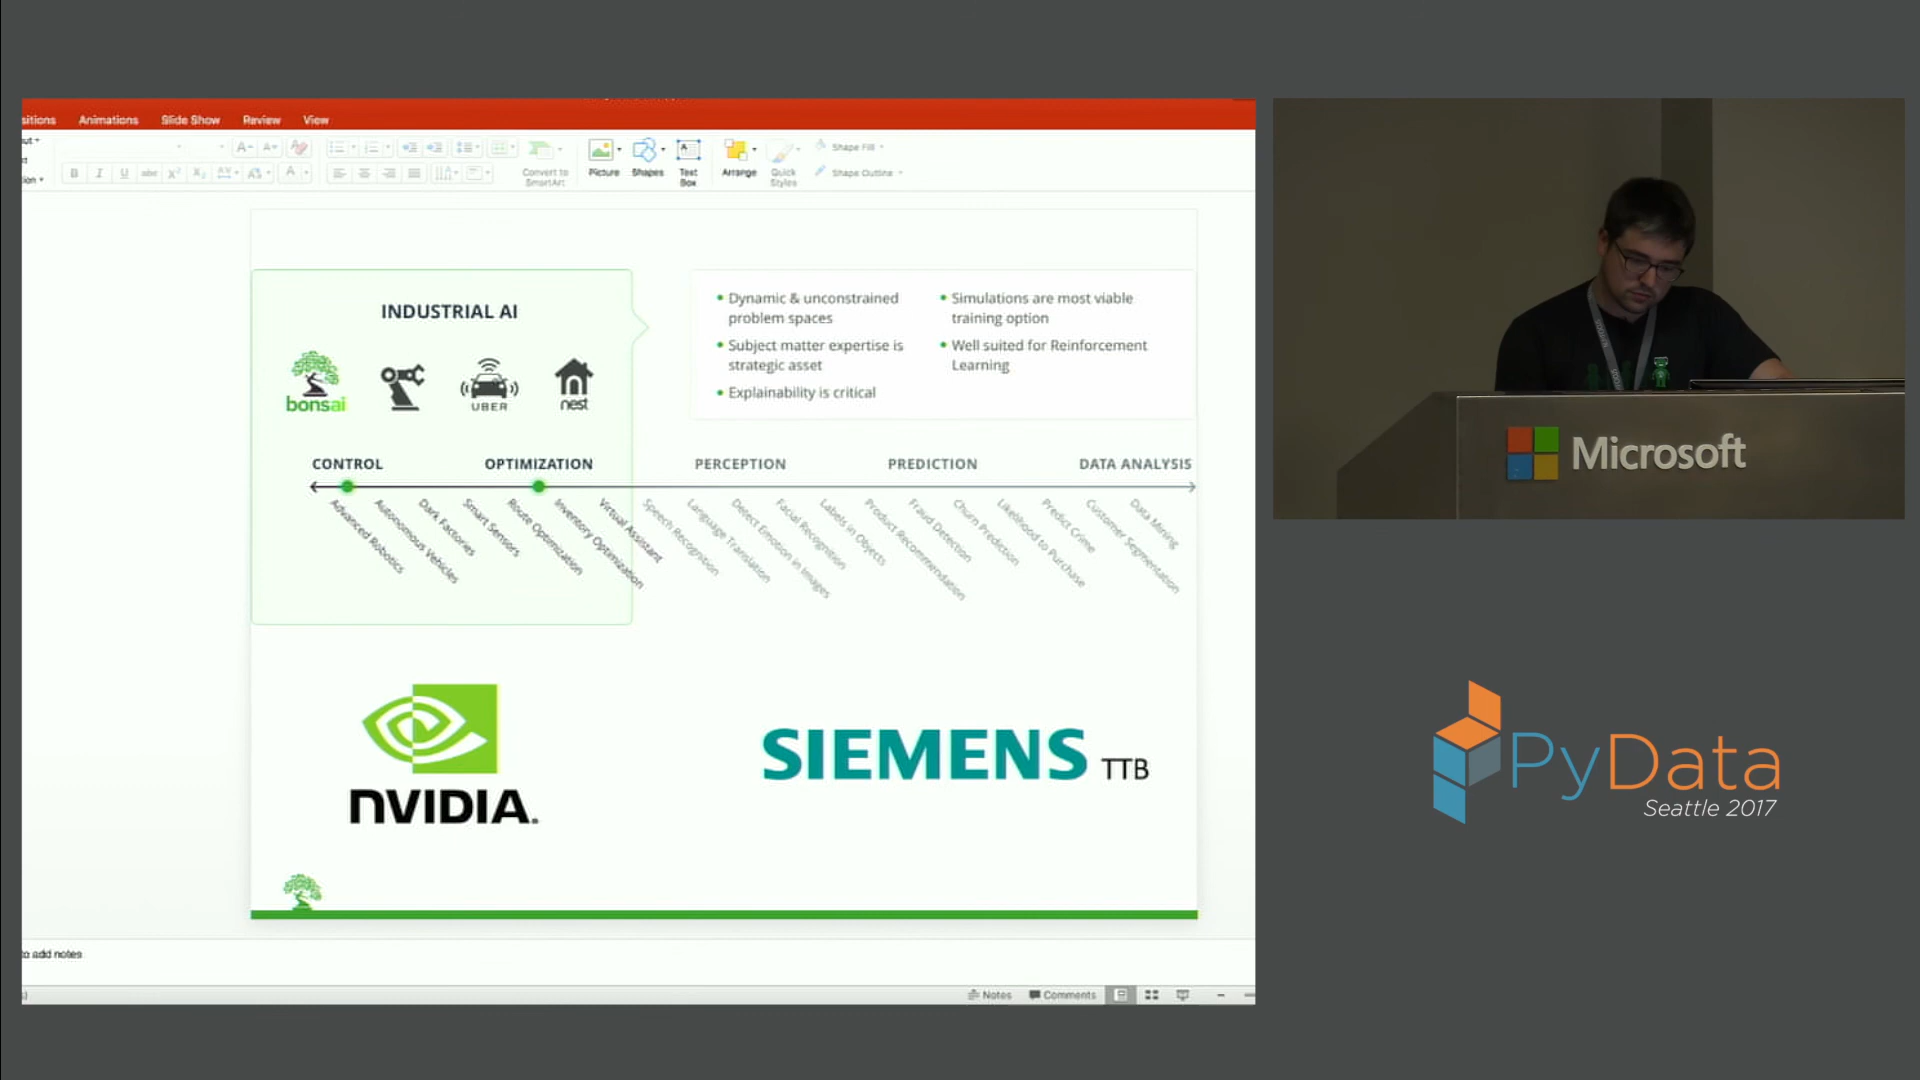 sitions Animations Slide Show Review View
Convert to
SmartArt
Picture
Shapes
Text
Box
Arrange
Quick
Styles
Shape Fill
Shape Outline
INDUSTRIAL AI
bonsai
UBER
nest
• Dynamic & unconstrained
problem spaces
• Subject matter expertise is
strategic asset
• Explainability is critical
• Simulations are most viable
training option
• Well suited for Reinforcement
Learning
CONTROL OPTIMIZATION PERCEPTION PREDICTION DATA ANALYSIS
Advanced Robotics
Autonomous Vehicles
Dark Factories
Smart Sensors
Route Optimization
Inventory Optimization
Virtual Assistant
Speech Recognition
Language Translation
Detect Emotion in Images
Facial Recognition
Labels in Objects
Product Recommendation
Fraud Detection
Churn Prediction
Likelihood to Purchase
Predict Crime
Customer Segmentation
Data Mining
NVIDIA.
SIEMENS TTB
to add notes
Notes Comments
Microsoft
PyData
Seattle 2017